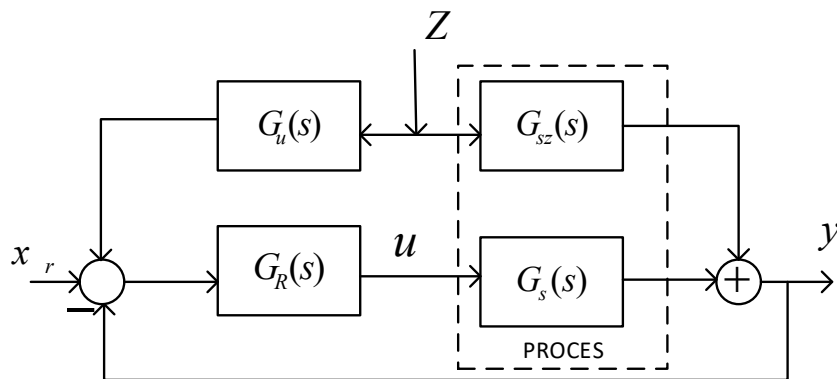 Z
G_u(s)
G_sz(s)
x_r
G_R(s)
u
G_s(s)
+
y
−
PROCES